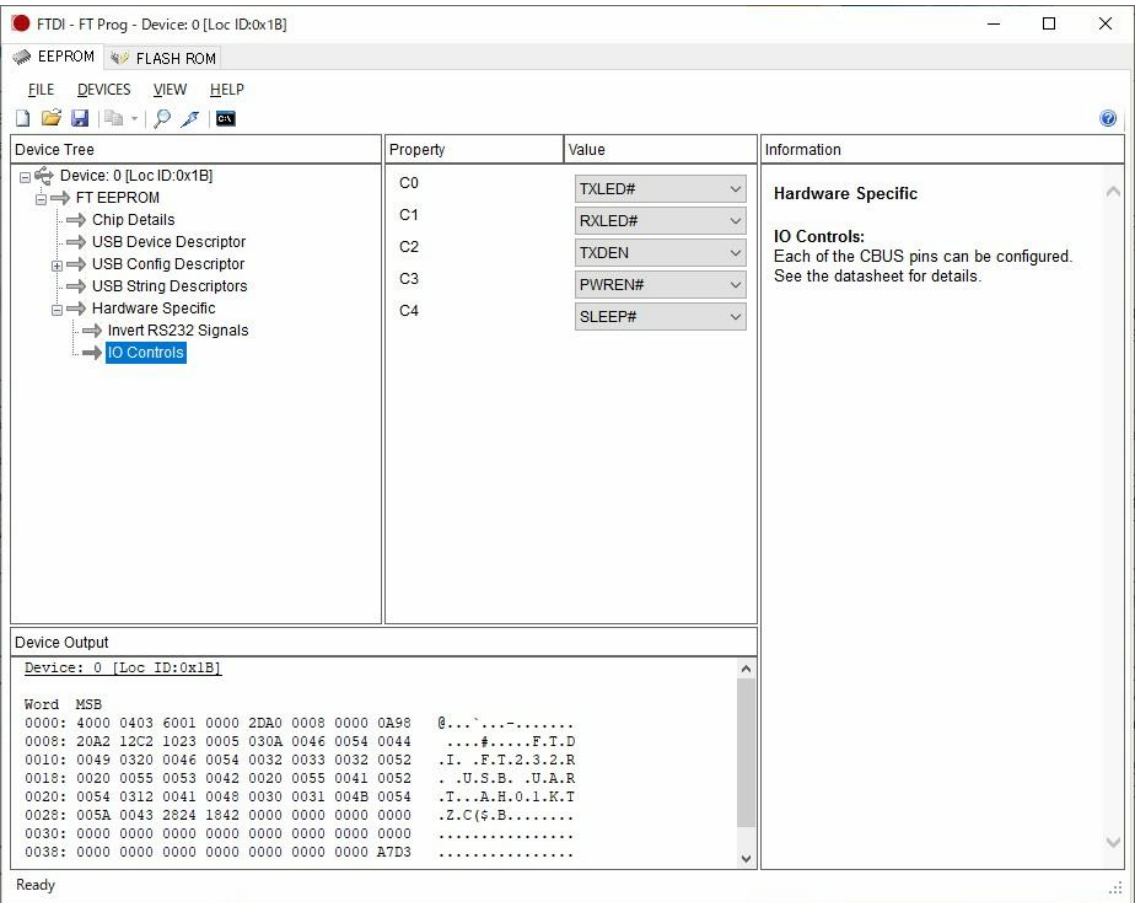 FTDI - FT Prog - Device: 0 [Loc ID:0x1B]
EEPROM FLASH ROM
FILE DEVICES VIEW HELP
C:\
Device Tree
Device: 0 [Loc ID:0x1B]
FT EEPROM
Chip Details
USB Device Descriptor
USB Config Descriptor
USB String Descriptors
Hardware Specific
Invert RS232 Signals
IO Controls
Property Value
C0 TXLED#
C1 RXLED#
C2 TXDEN
C3 PWREN#
C4 SLEEP#
Information
Hardware Specific
IO Controls:
Each of the CBUS pins can be configured.
See the datasheet for details.
Device Output
Device: 0 [Loc ID:0x1B]
Word MSB
0000: 4000 0403 6001 0000 2DA0 0008 0000 0A98 @...`...-.......
0008: 20A2 12C2 1023 0005 030A 0046 0054 0044 ....#.....F.T.D
0010: 0049 0320 0046 0054 0032 0033 0032 0052 .I. .F.T.2.3.2.R
0018: 0020 0055 0053 0042 0020 0055 0041 0052 . .U.S.B. .U.A.R
0020: 0054 0312 0041 0048 0030 0031 004B 0054 .T...A.H.0.1.K.T
0028: 005A 0043 2824 1842 0000 0000 0000 0000 .Z.C($.B........
0030: 0000 0000 0000 0000 0000 0000 0000 0000 ................
0038: 0000 0000 0000 0000 0000 0000 0000 A7D3 ................
Ready